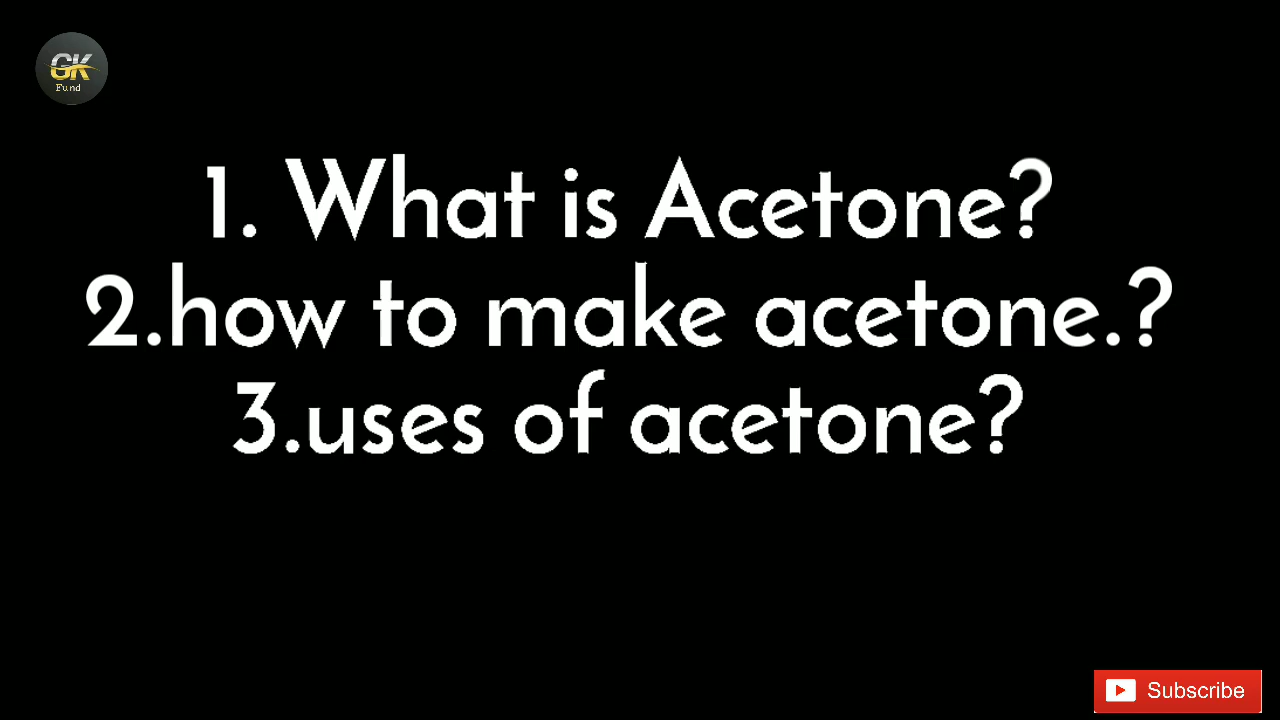 GK
Fund
1. What is Acetone?
2.how to make acetone.?
3.uses of acetone?
Subscribe